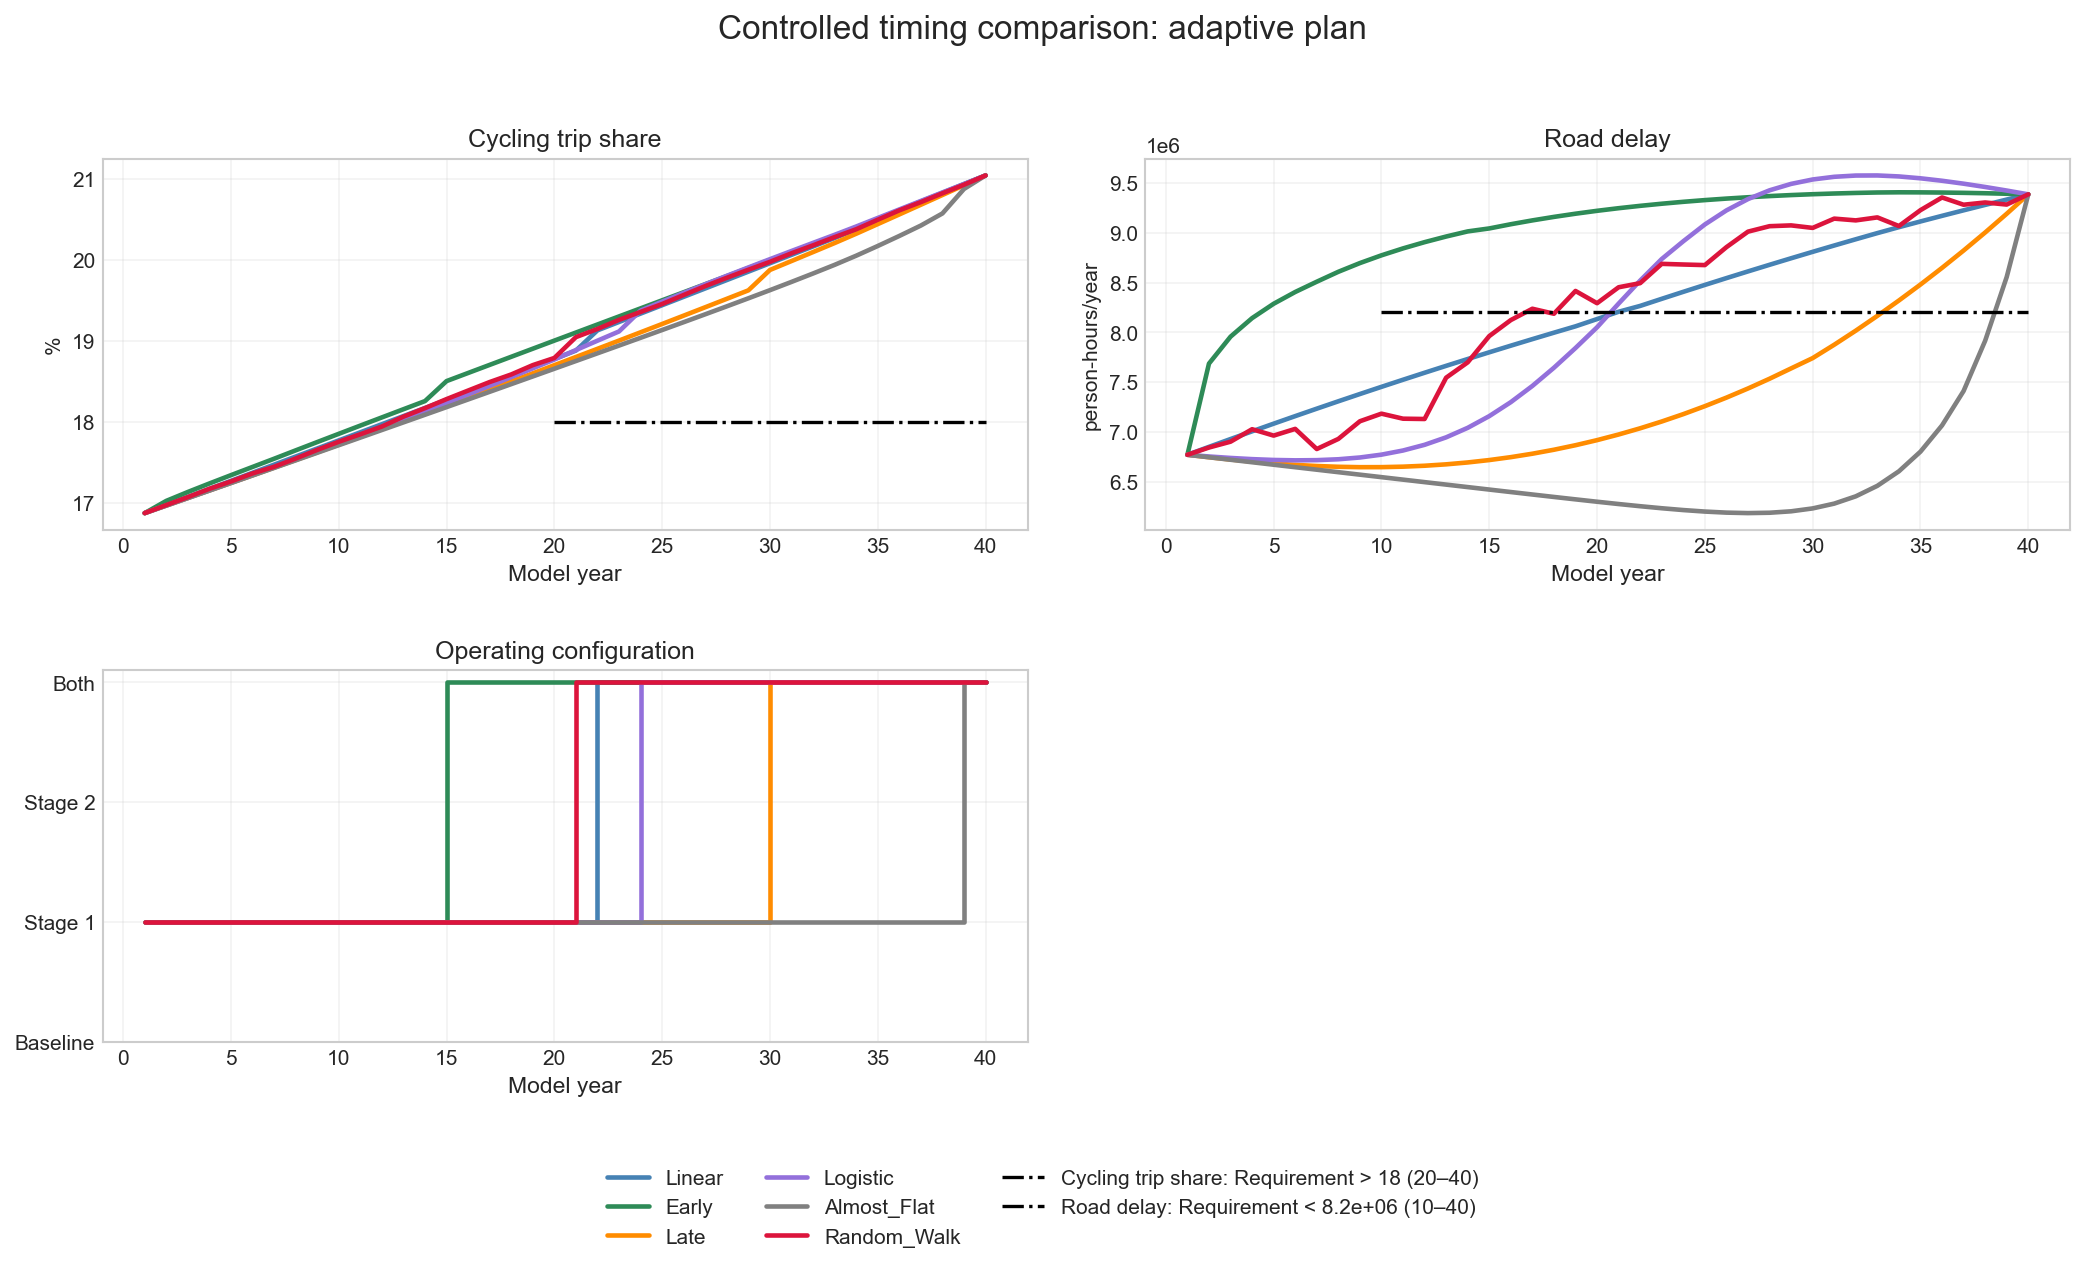 Controlled timing comparison: adaptive plan
Cycling trip share
21
20
19
18
17
%
0 5 10 15 20 25 30 35 40
Model year
Road delay
1e6
9.5
9.0
8.5
8.0
7.5
7.0
6.5
person-hours/year
0 5 10 15 20 25 30 35 40
Model year
Operating configuration
Both
Stage 2
Stage 1
Baseline
0 5 10 15 20 25 30 35 40
Model year
Linear
Early
Late
Logistic
Almost_Flat
Random_Walk
Cycling trip share: Requirement > 18 (20–40)
Road delay: Requirement < 8.2e+06 (10–40)